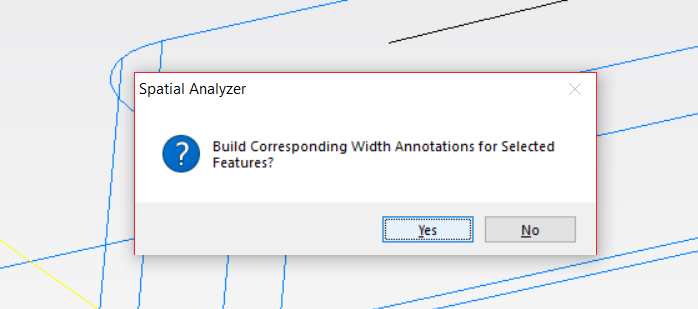 Spatial Analyzer
Build Corresponding Width Annotations for Selected
Features?
Yes
No